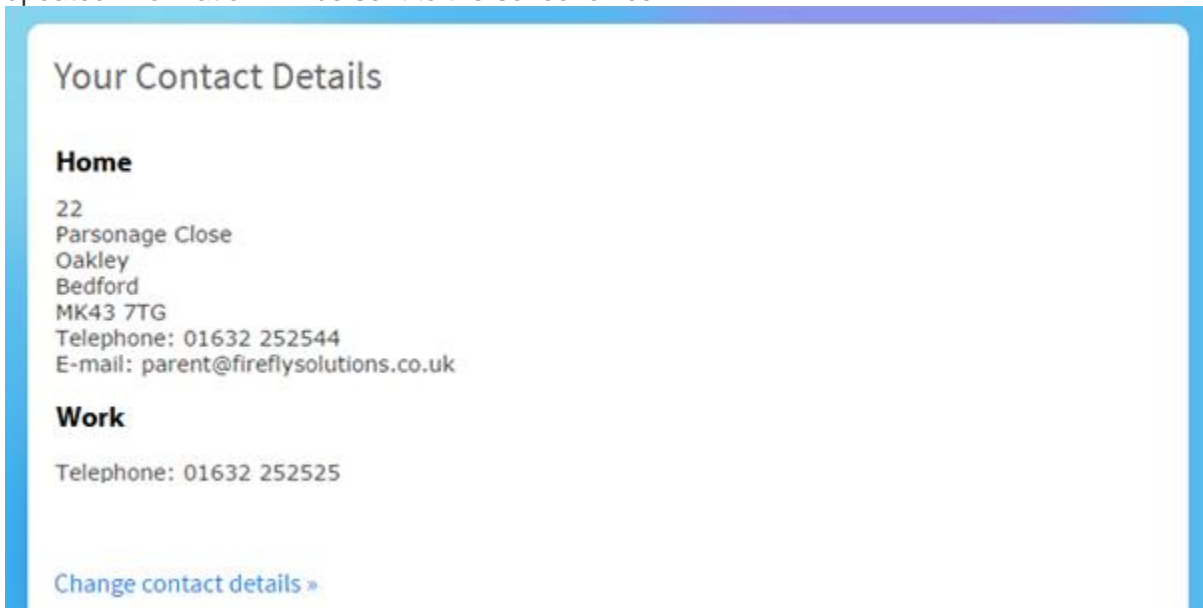 Your Contact Details
Home
22
Parsonage Close
Oakley
Bedford
MK43 7TG
Telephone: 01632 252544
E-mail: parent@fireflysolutions.co.uk
Work
Telephone: 01632 252525
Change contact details »